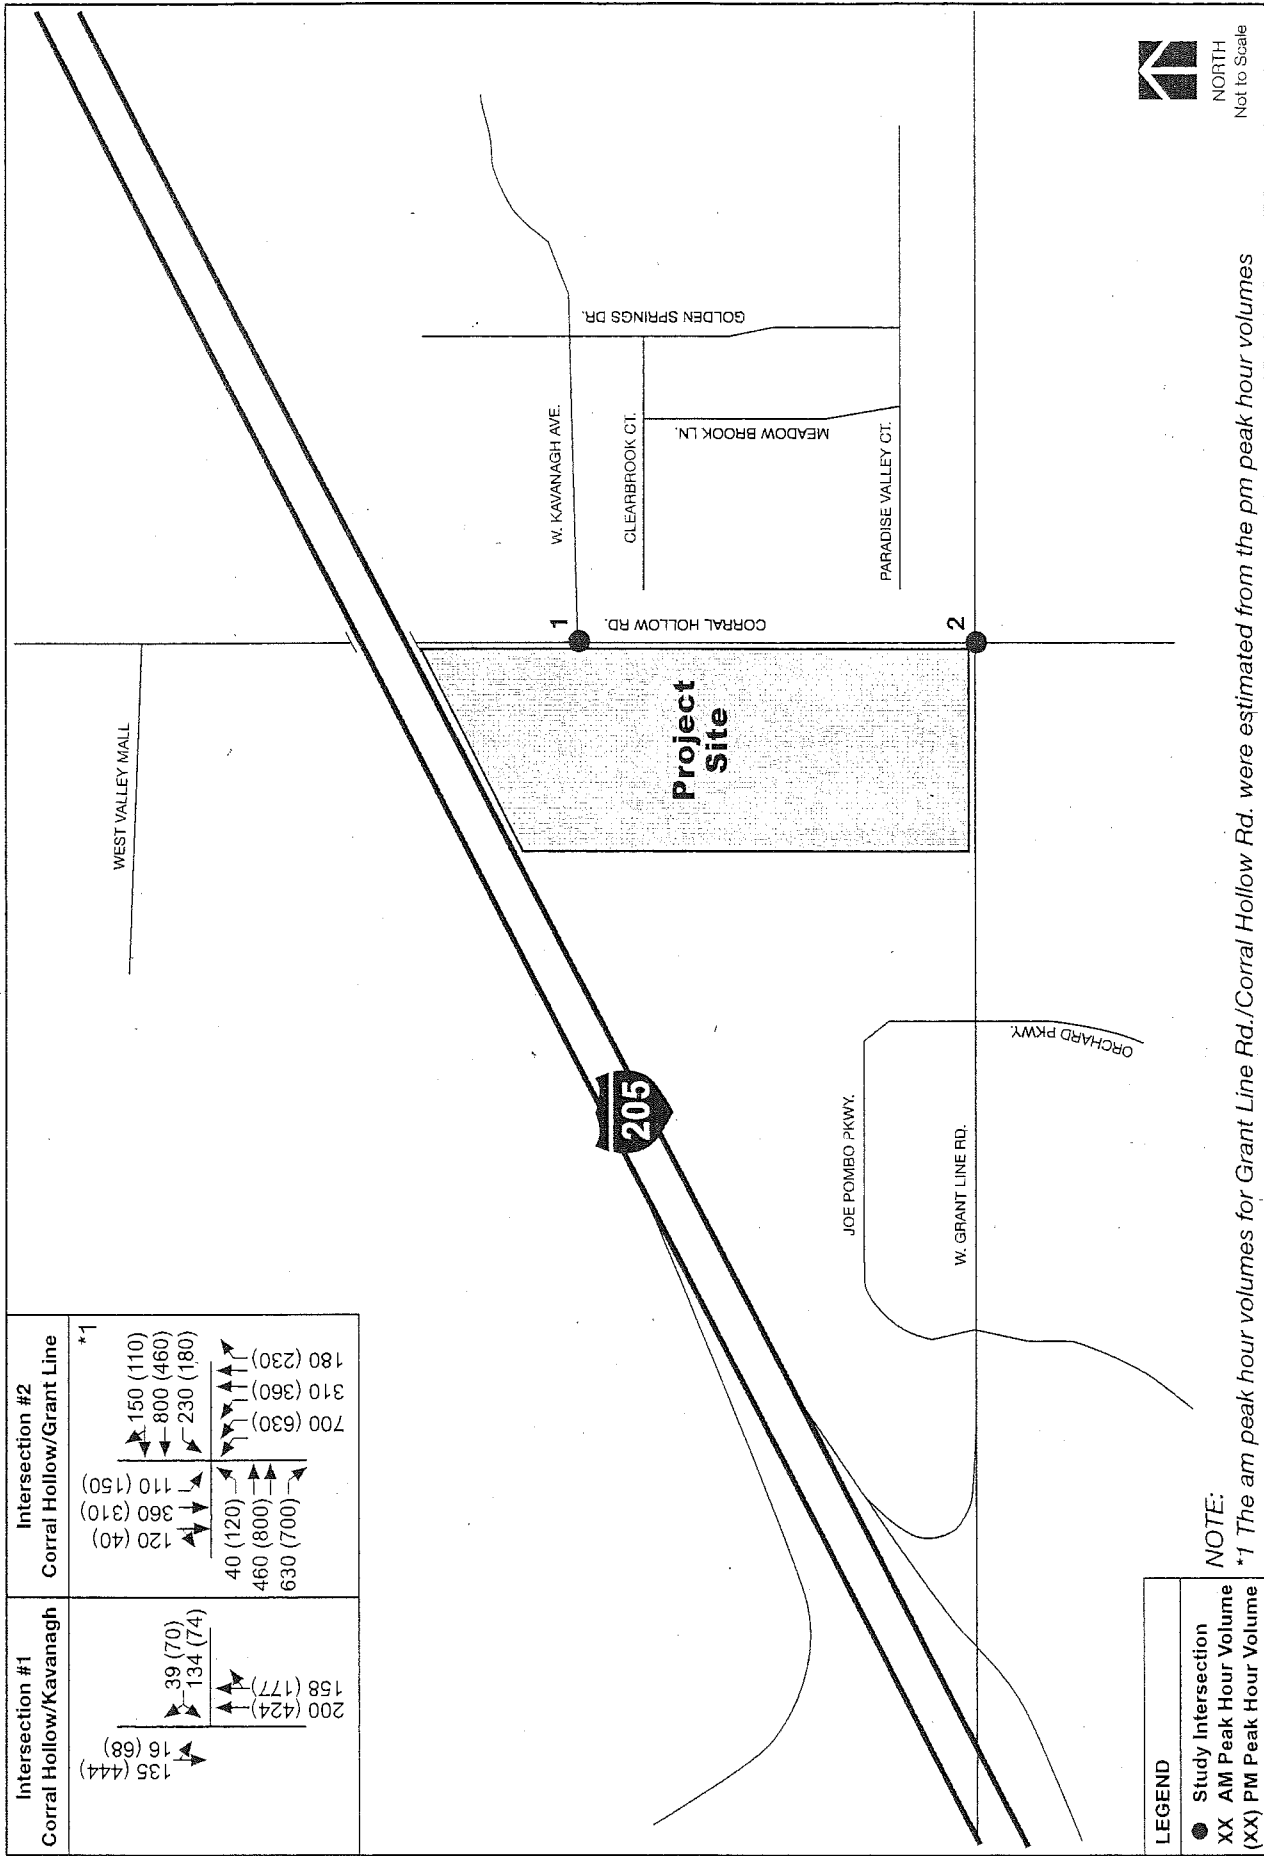 Intersection #1
Corral Hollow/Kavanagh
135 (444)
16 (68)
39 (70)
134 (74)
200 (424)
158 (177)
Intersection #2
Corral Hollow/Grant Line
*1
120 (40)
360 (310)
110 (150)
150 (110)
800 (460)
230 (180)
40 (120)
460 (800)
630 (700)
700 (630)
310 (360)
180 (230)
WEST VALLEY MALL
205
W. KAVANAGH AVE.
GOLDEN SPRINGS DR.
CLEARBROOK CT.
MEADOW BROOK LN.
PARADISE VALLEY CT.
CORRAL HOLLOW RD.
1
2
Project
Site
JOE POMBO PKWY.
W. GRANT LINE RD.
ORCHARD PKWY.
NORTH
Not to Scale
LEGEND
Study Intersection
XX AM Peak Hour Volume
(XX) PM Peak Hour Volume
NOTE:
*1 The am peak hour volumes for Grant Line Rd./Corral Hollow Rd. were estimated from the pm peak hour volumes